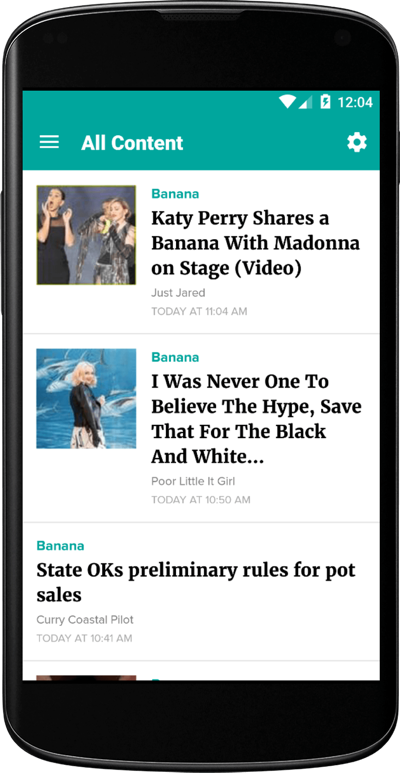 12:04
All Content
Banana
Katy Perry Shares a
Banana With Madonna
on Stage (Video)
Just Jared
TODAY AT 11:04 AM
Banana
I Was Never One To
Believe The Hype, Save
That For The Black
And White...
Poor Little It Girl
TODAY AT 10:50 AM
Banana
State OKs preliminary rules for pot
sales
Curry Coastal Pilot
TODAY AT 10:41 AM